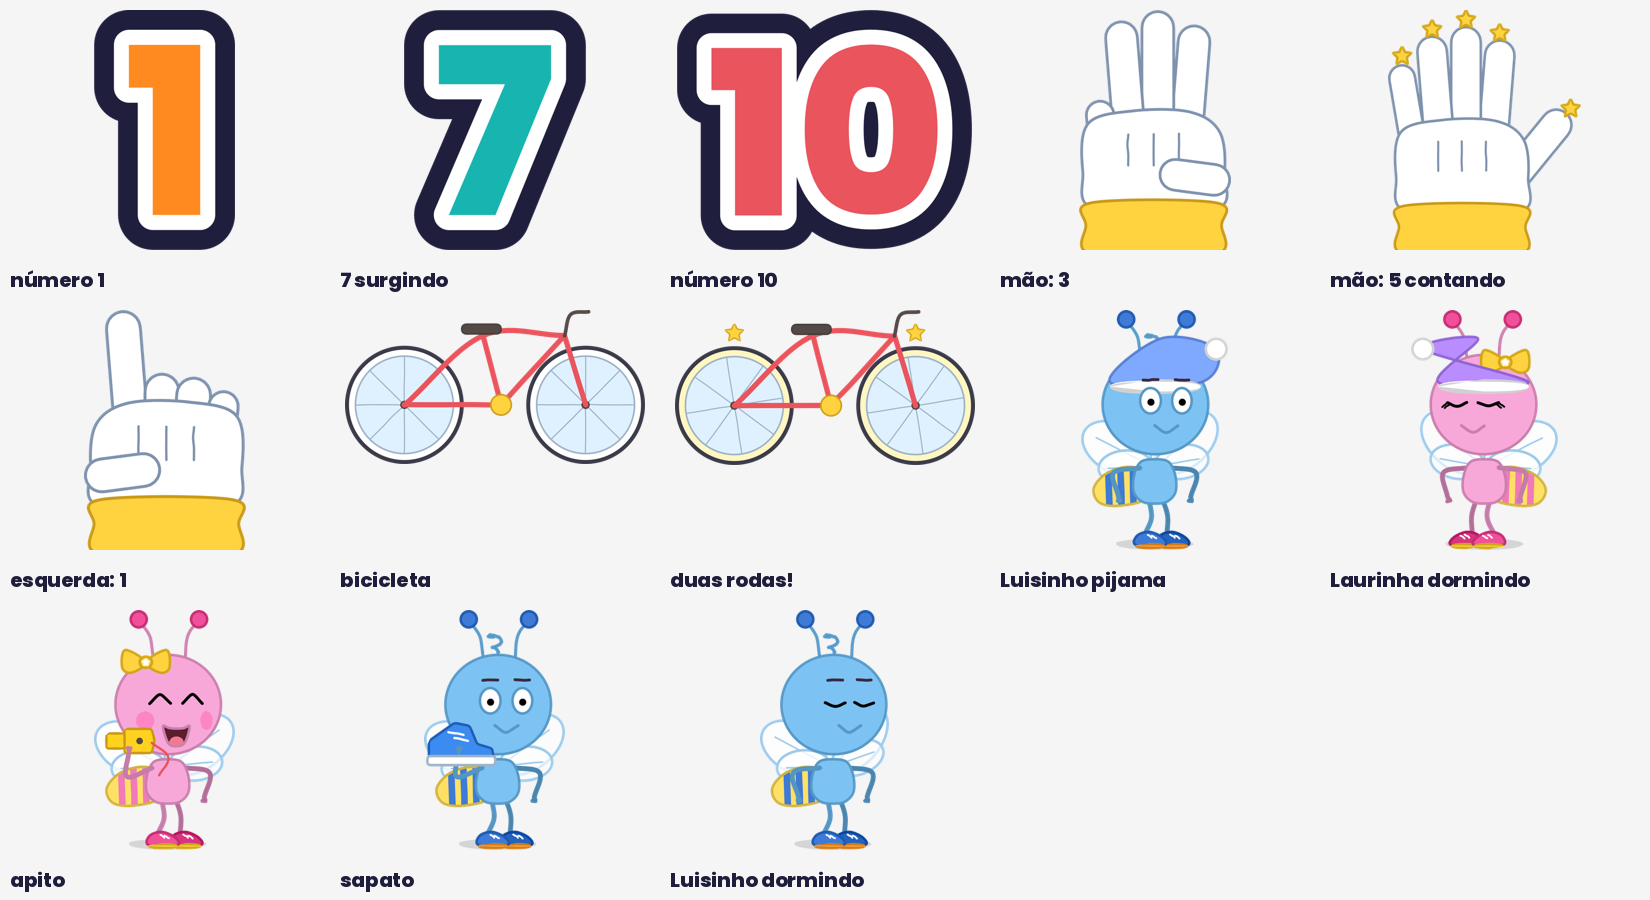 1
7
10
número 1
7 surgindo
número 10
mão: 3
mão: 5 contando
esquerda: 1
bicicleta
duas rodas!
Luisinho pijama
Laurinha dormindo
apito
sapato
Luisinho dormindo